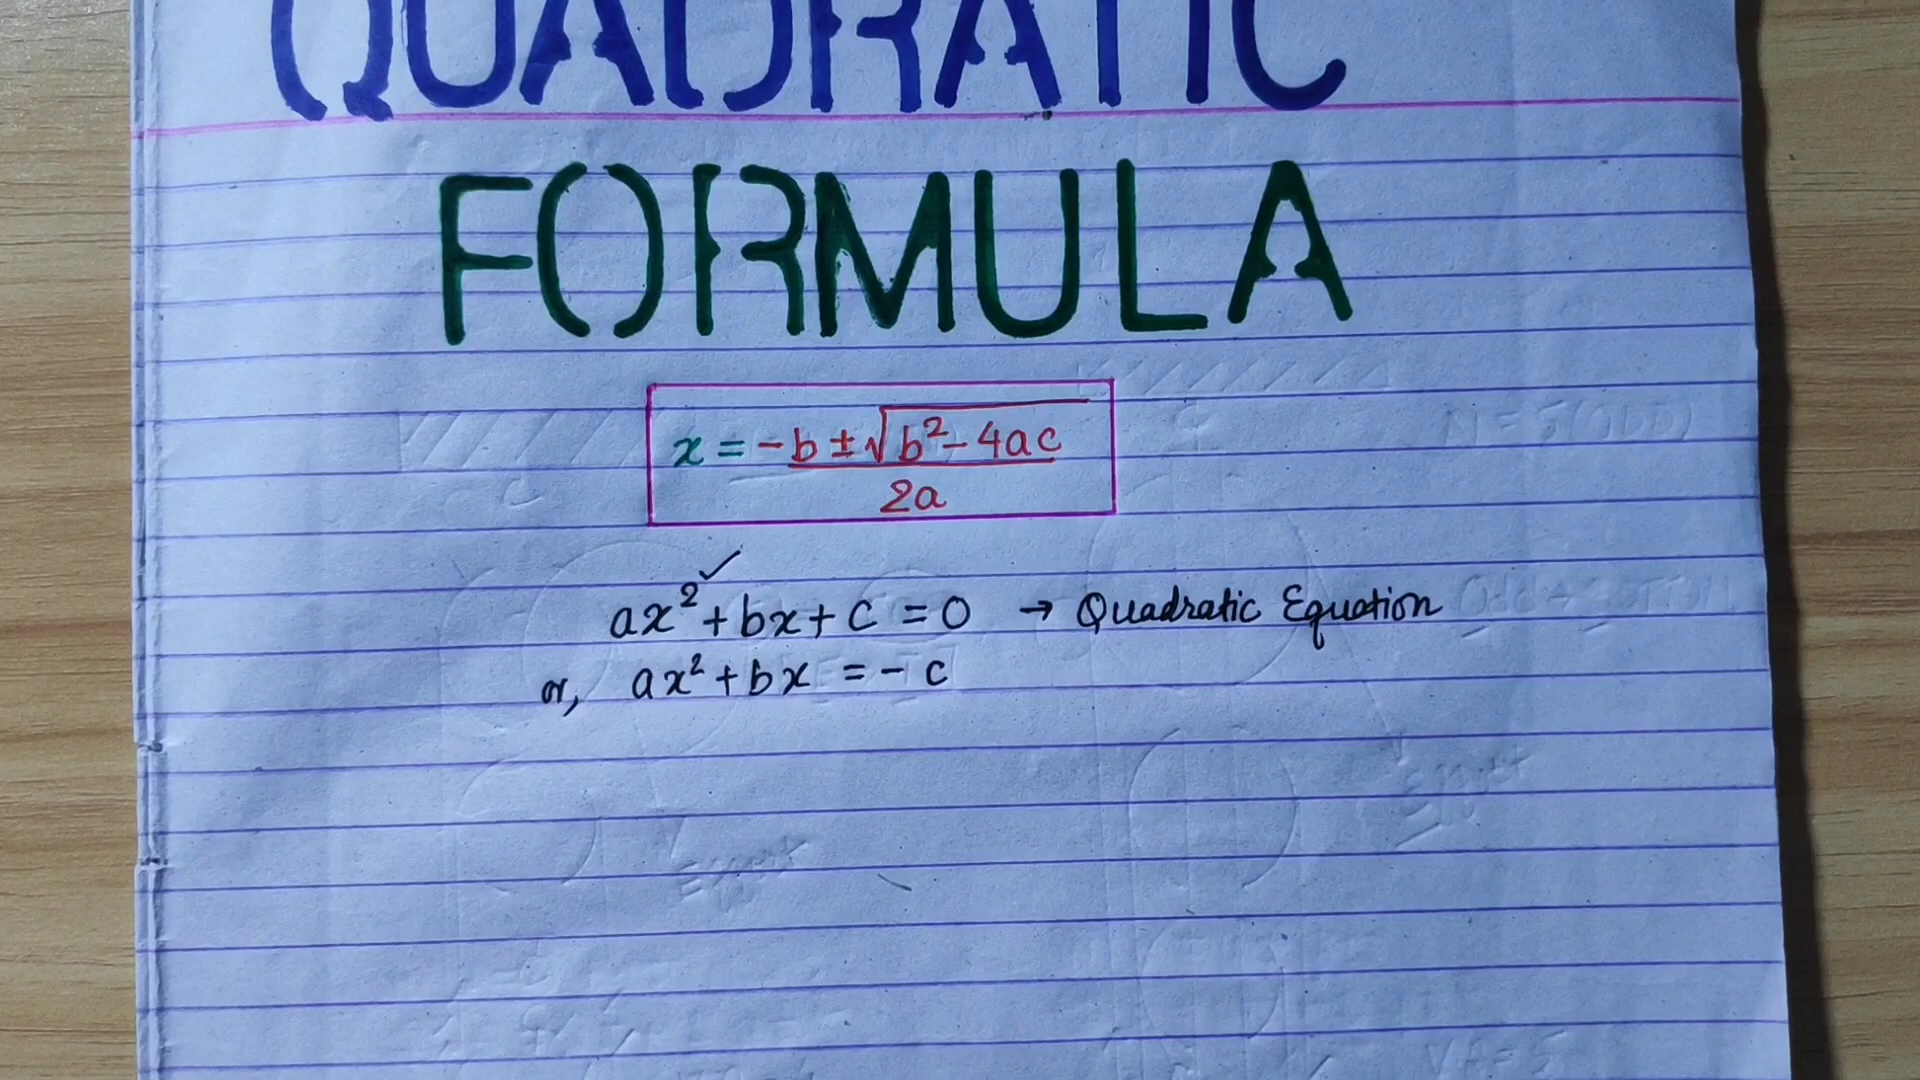 QUADRATIC
FORMULA
x = -b ± √b² - 4ac
2a
ax² + bx + c = 0 → Quadratic Equation
or, ax² + bx = - c